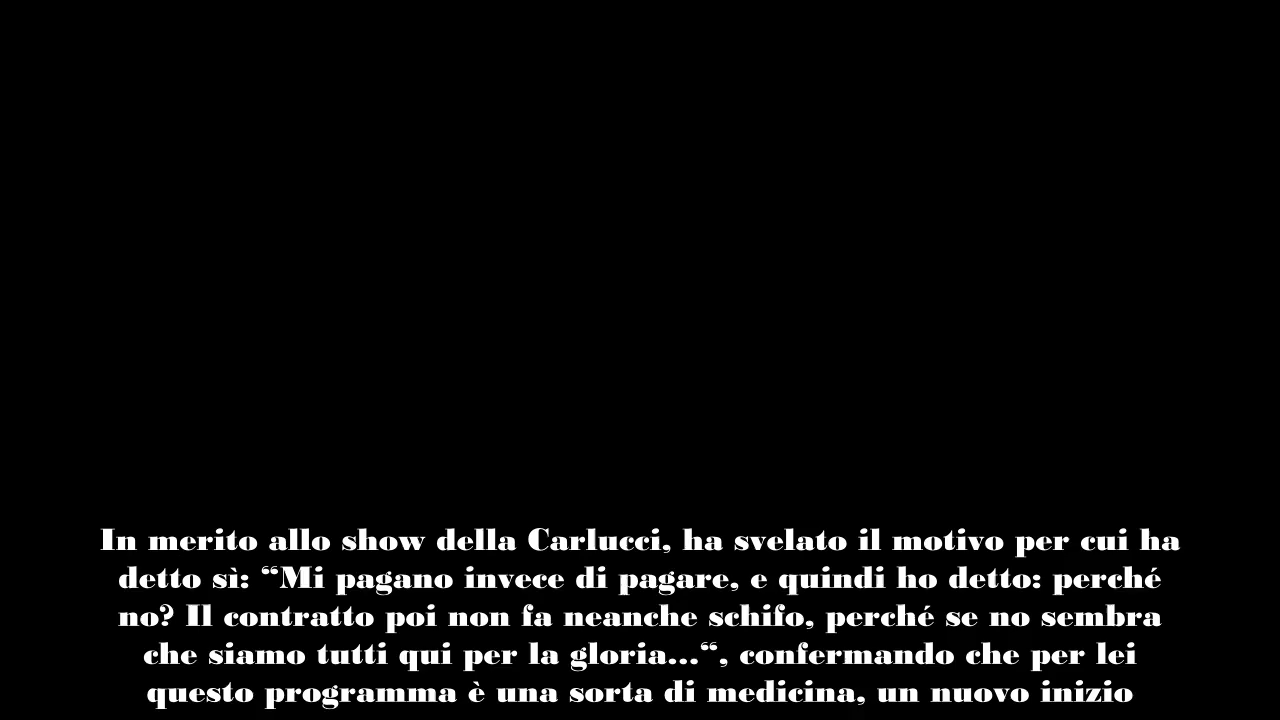 In merito allo show della Carlucci, ha svelato il motivo per cui ha
detto sì: “Mi pagano invece di pagare, e quindi ho detto: perché
no? Il contratto poi non fa neanche schifo, perché se no sembra
che siamo tutti qui per la gloria...“, confermando che per lei
questo programma è una sorta di medicina, un nuovo inizio